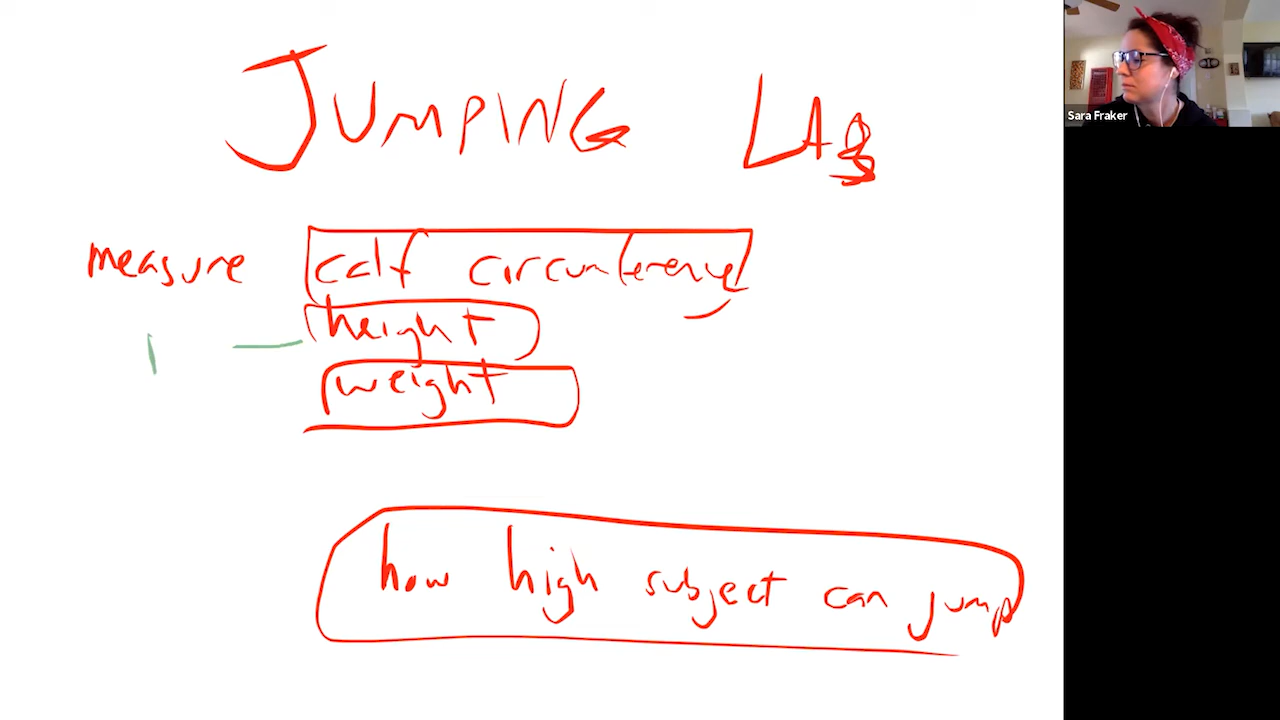 JUMPING LAB
Sara Fraker
measure calf circumference
height
weight
how high subject can jump